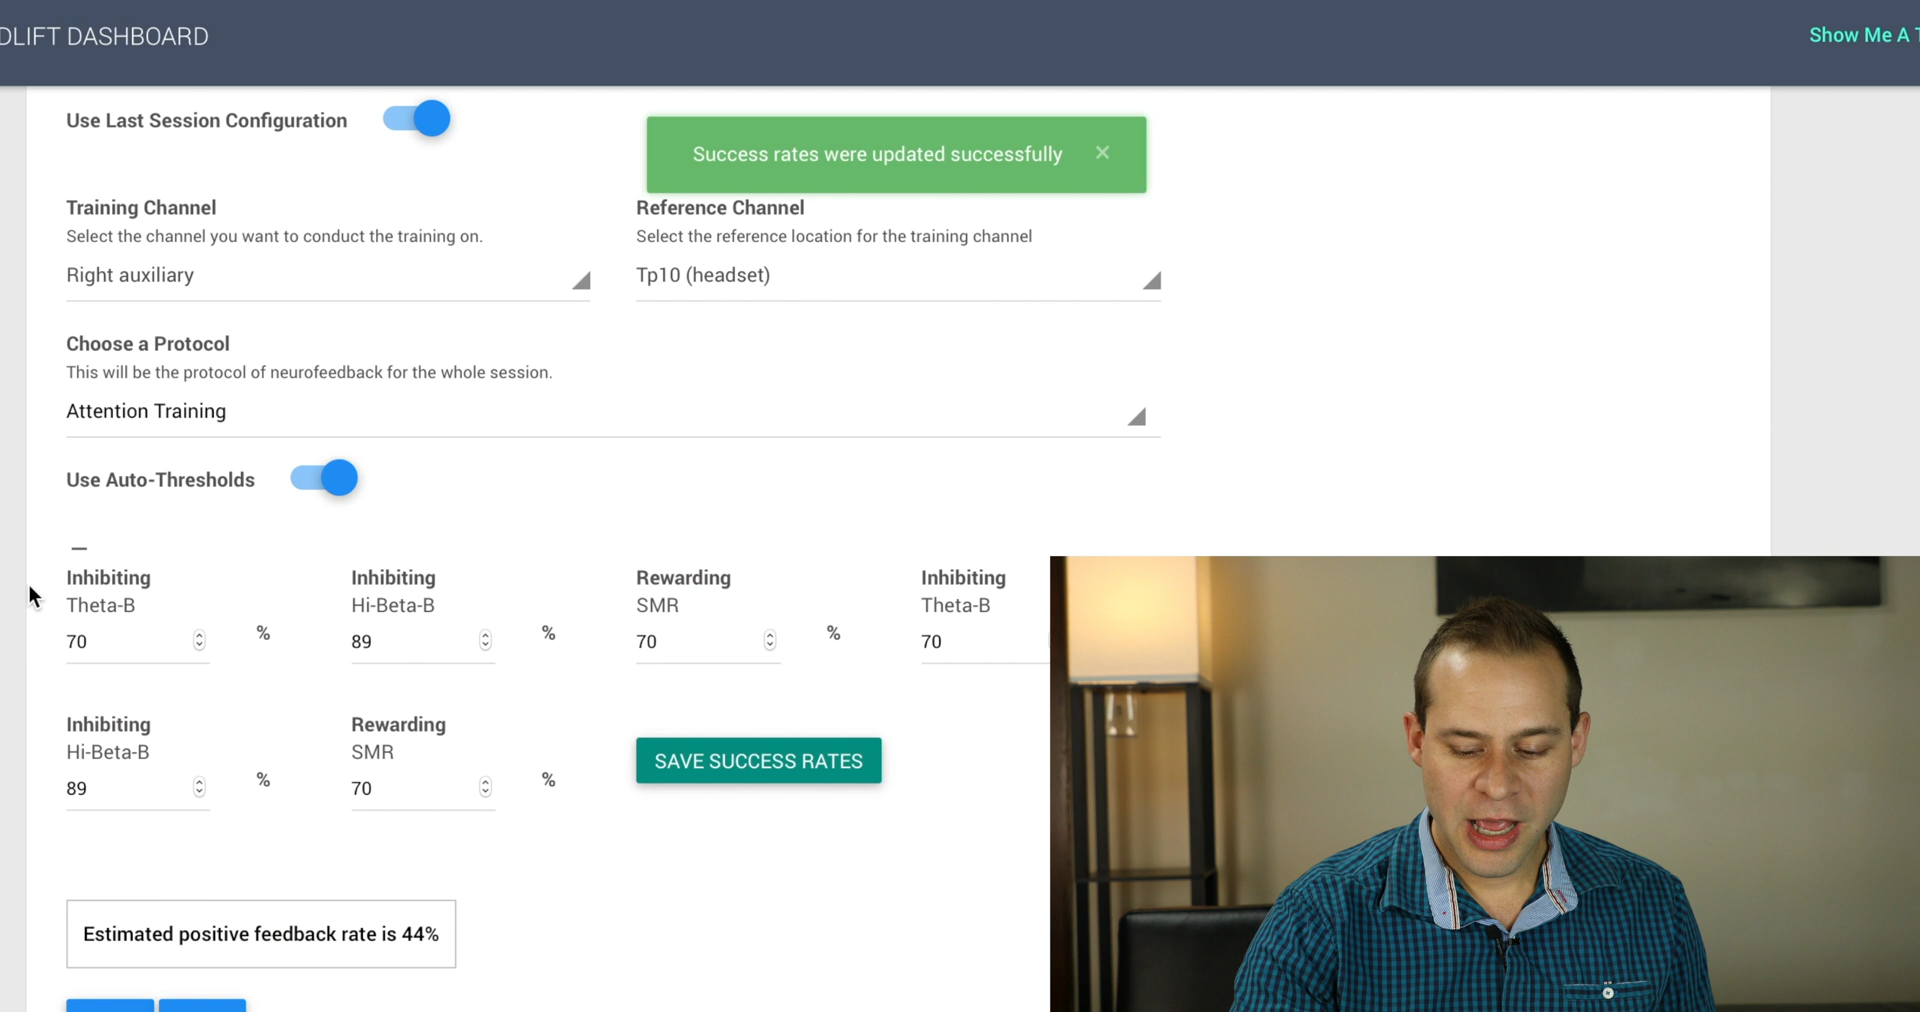 DLIFT DASHBOARD
Show Me A T
Use Last Session Configuration
Success rates were updated successfully ×
Training Channel
Select the channel you want to conduct the training on.
Right auxiliary
Reference Channel
Select the reference location for the training channel
Tp10 (headset)
Choose a Protocol
This will be the protocol of neurofeedback for the whole session.
Attention Training
Use Auto-Thresholds
Inhibiting
Theta-B
70 %
Inhibiting
Hi-Beta-B
89 %
Rewarding
SMR
70 %
Inhibiting
Theta-B
70
Inhibiting
Hi-Beta-B
89 %
Rewarding
SMR
70 %
SAVE SUCCESS RATES
Estimated positive feedback rate is 44%